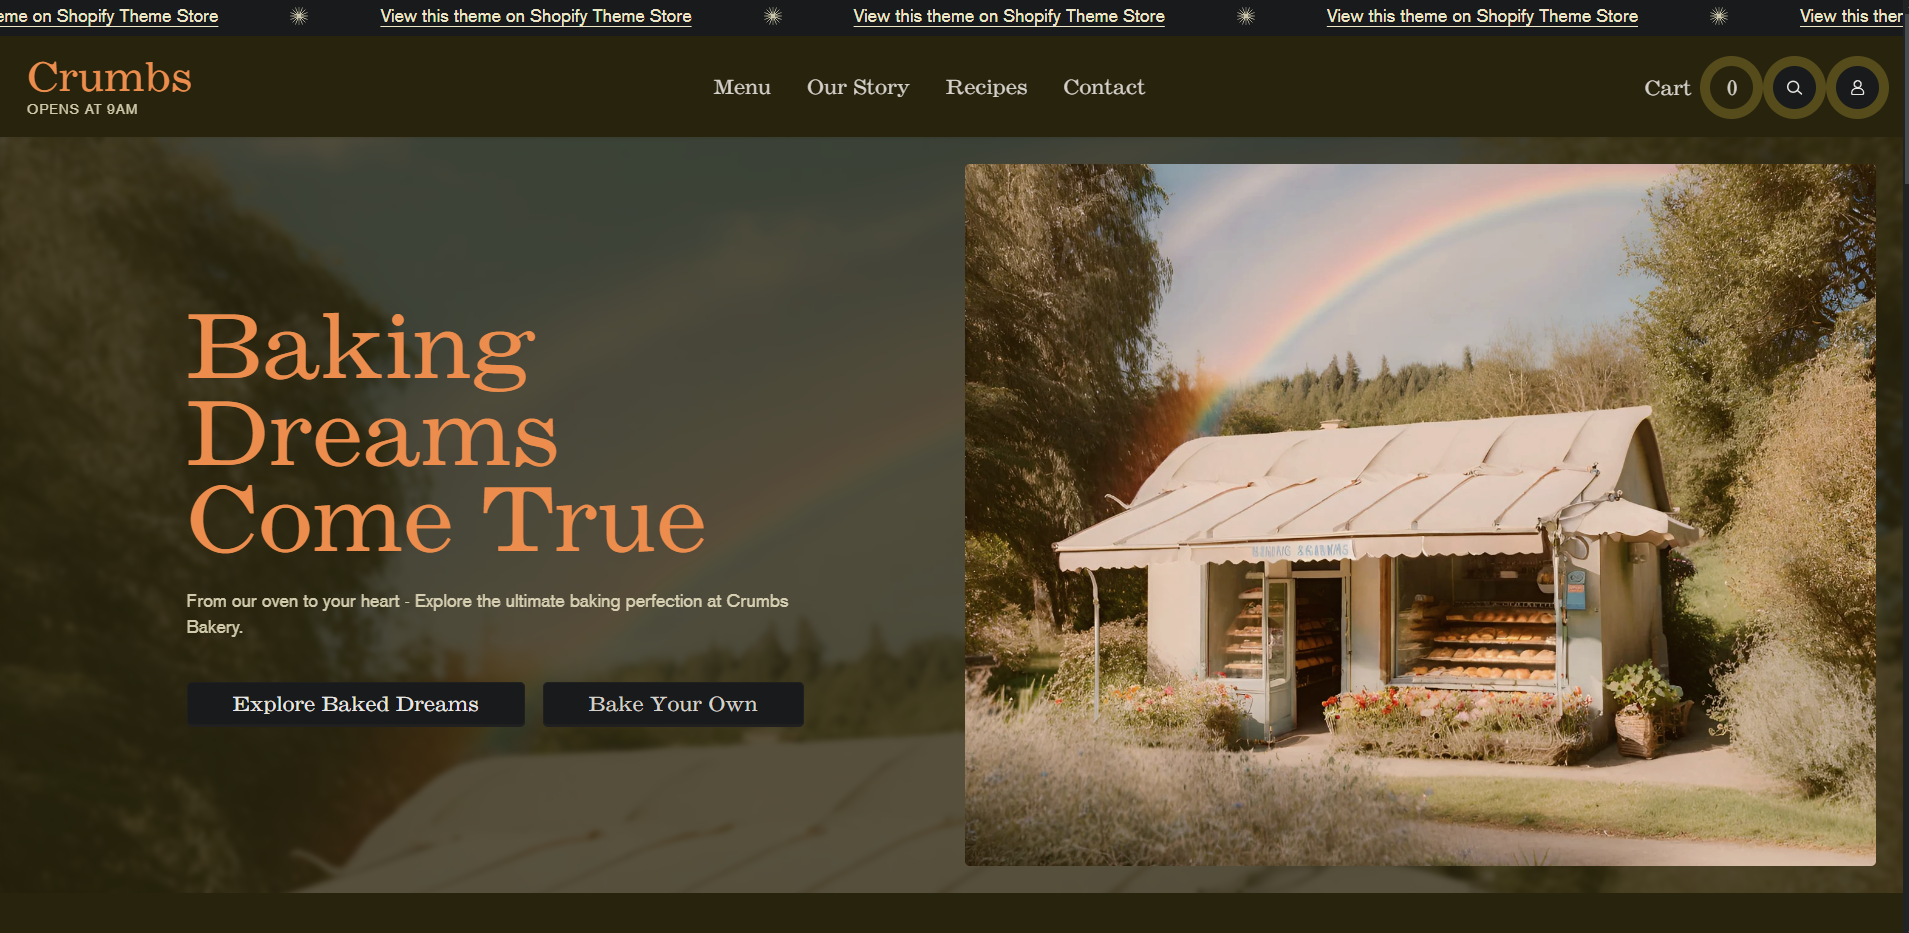 eme on Shopify Theme Store
View this theme on Shopify Theme Store
View this theme on Shopify Theme Store
View this theme on Shopify Theme Store
View this ther
Crumbs
OPENS AT 9AM
Menu
Our Story
Recipes
Contact
Cart 0
Baking
Dreams
Come True
From our oven to your heart - Explore the ultimate baking perfection at Crumbs
Bakery.
Explore Baked Dreams
Bake Your Own